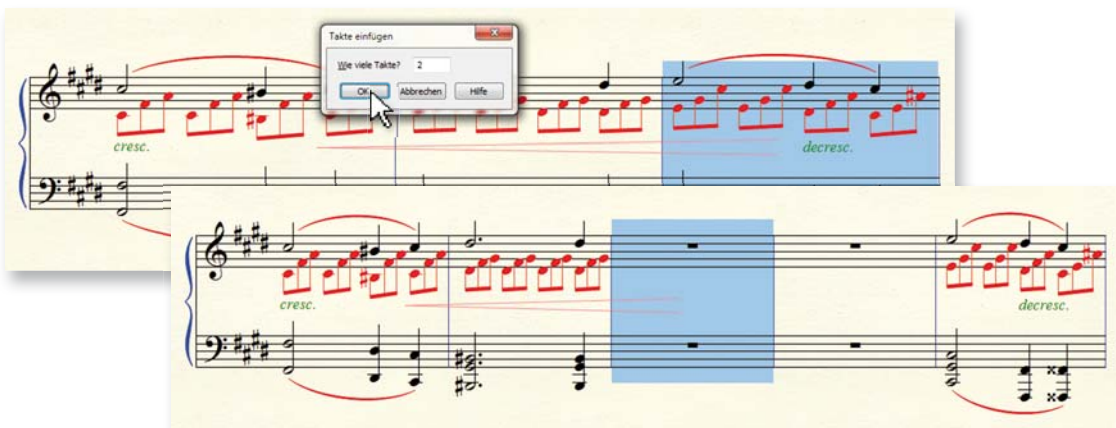 Takte einfügen
Wie viele Takte? 2
OK Abbrechen Hilfe
cresc. decresc.
cresc. decresc.